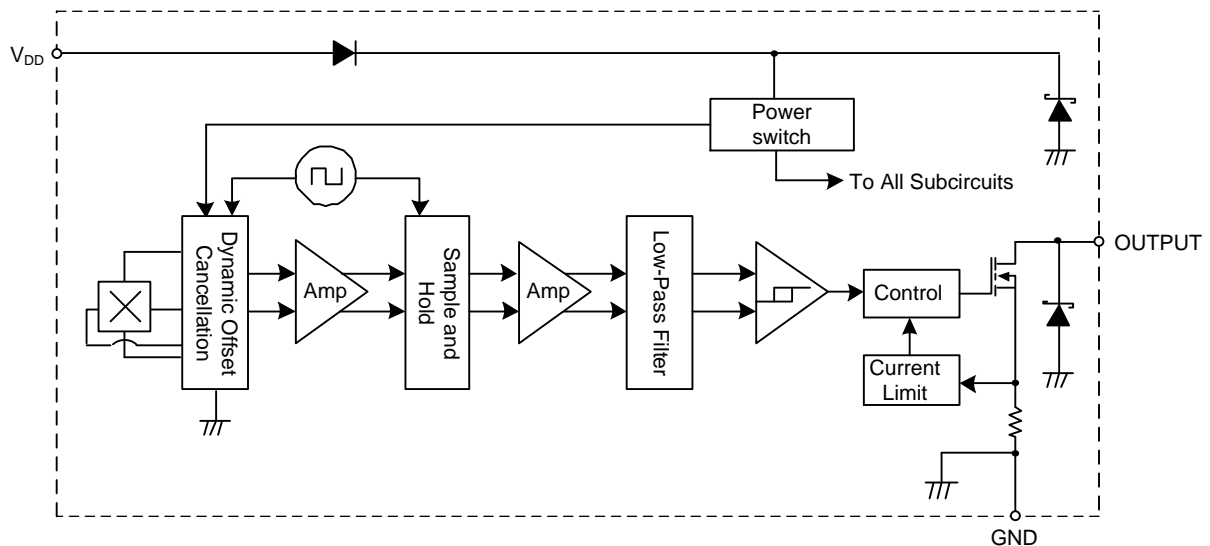 V_DD
Power
switch
To All Subcircuits
Dynamic Offset
Cancellation
Amp
Sample and
Hold
Amp
Low-Pass Filter
Control
Current
Limit
OUTPUT
GND